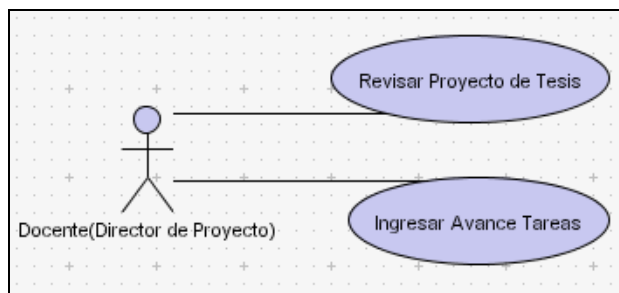 Revisar Proyecto de Tesis
Docente(Director de Proyecto)
Ingresar Avance Tareas